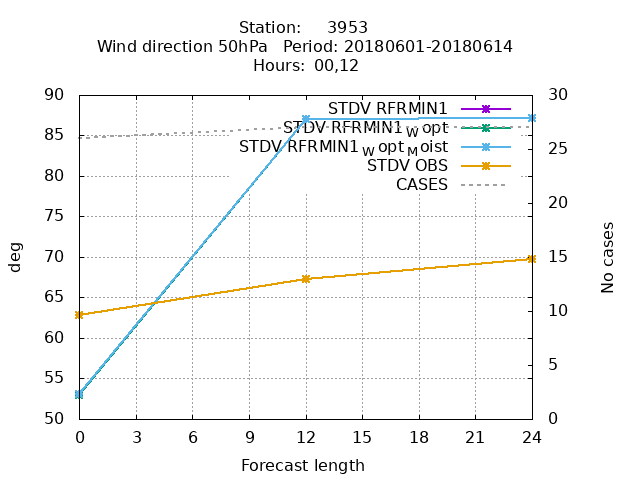 Station: 3953
Wind direction 50hPa Period: 20180601-20180614
Hours: 00,12
90
85
80
75
70
65
60
55
50
30
25
20
15
10
5
0
STDV RFRMIN1
STDV RFRMIN1_W opt
STDV RFRMIN1_W opt_M oist
STDV OBS
CASES
deg
No cases
0 3 6 9 12 15 18 21 24
Forecast length